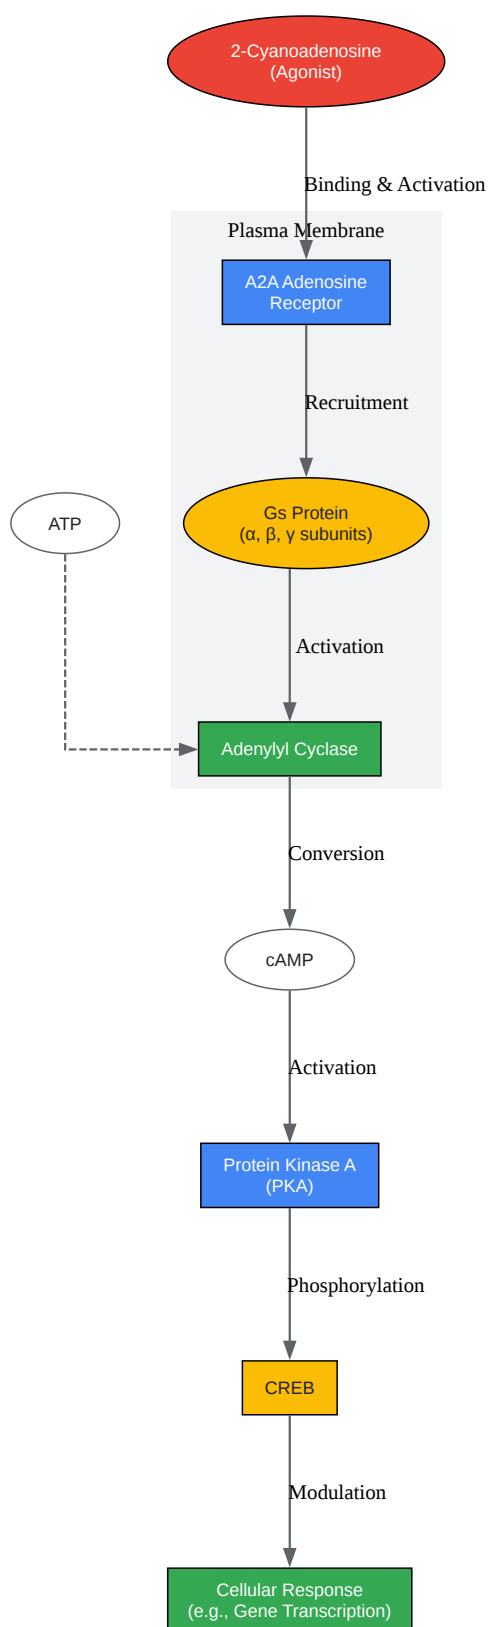 2-Cyanoadenosine
(Agonist)
Binding & Activation
Plasma Membrane
A2A Adenosine
Receptor
Recruitment
ATP
Gs Protein
(α, β, γ subunits)
Activation
Adenylyl Cyclase
Conversion
cAMP
Activation
Protein Kinase A
(PKA)
Phosphorylation
CREB
Modulation
Cellular Response
(e.g., Gene Transcription)